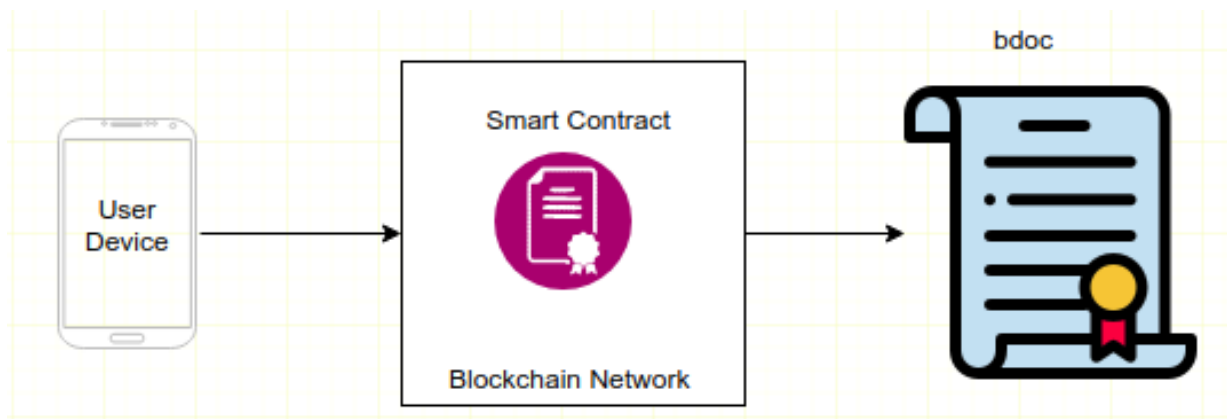 bdoc
Smart Contract
User
Device
Blockchain Network